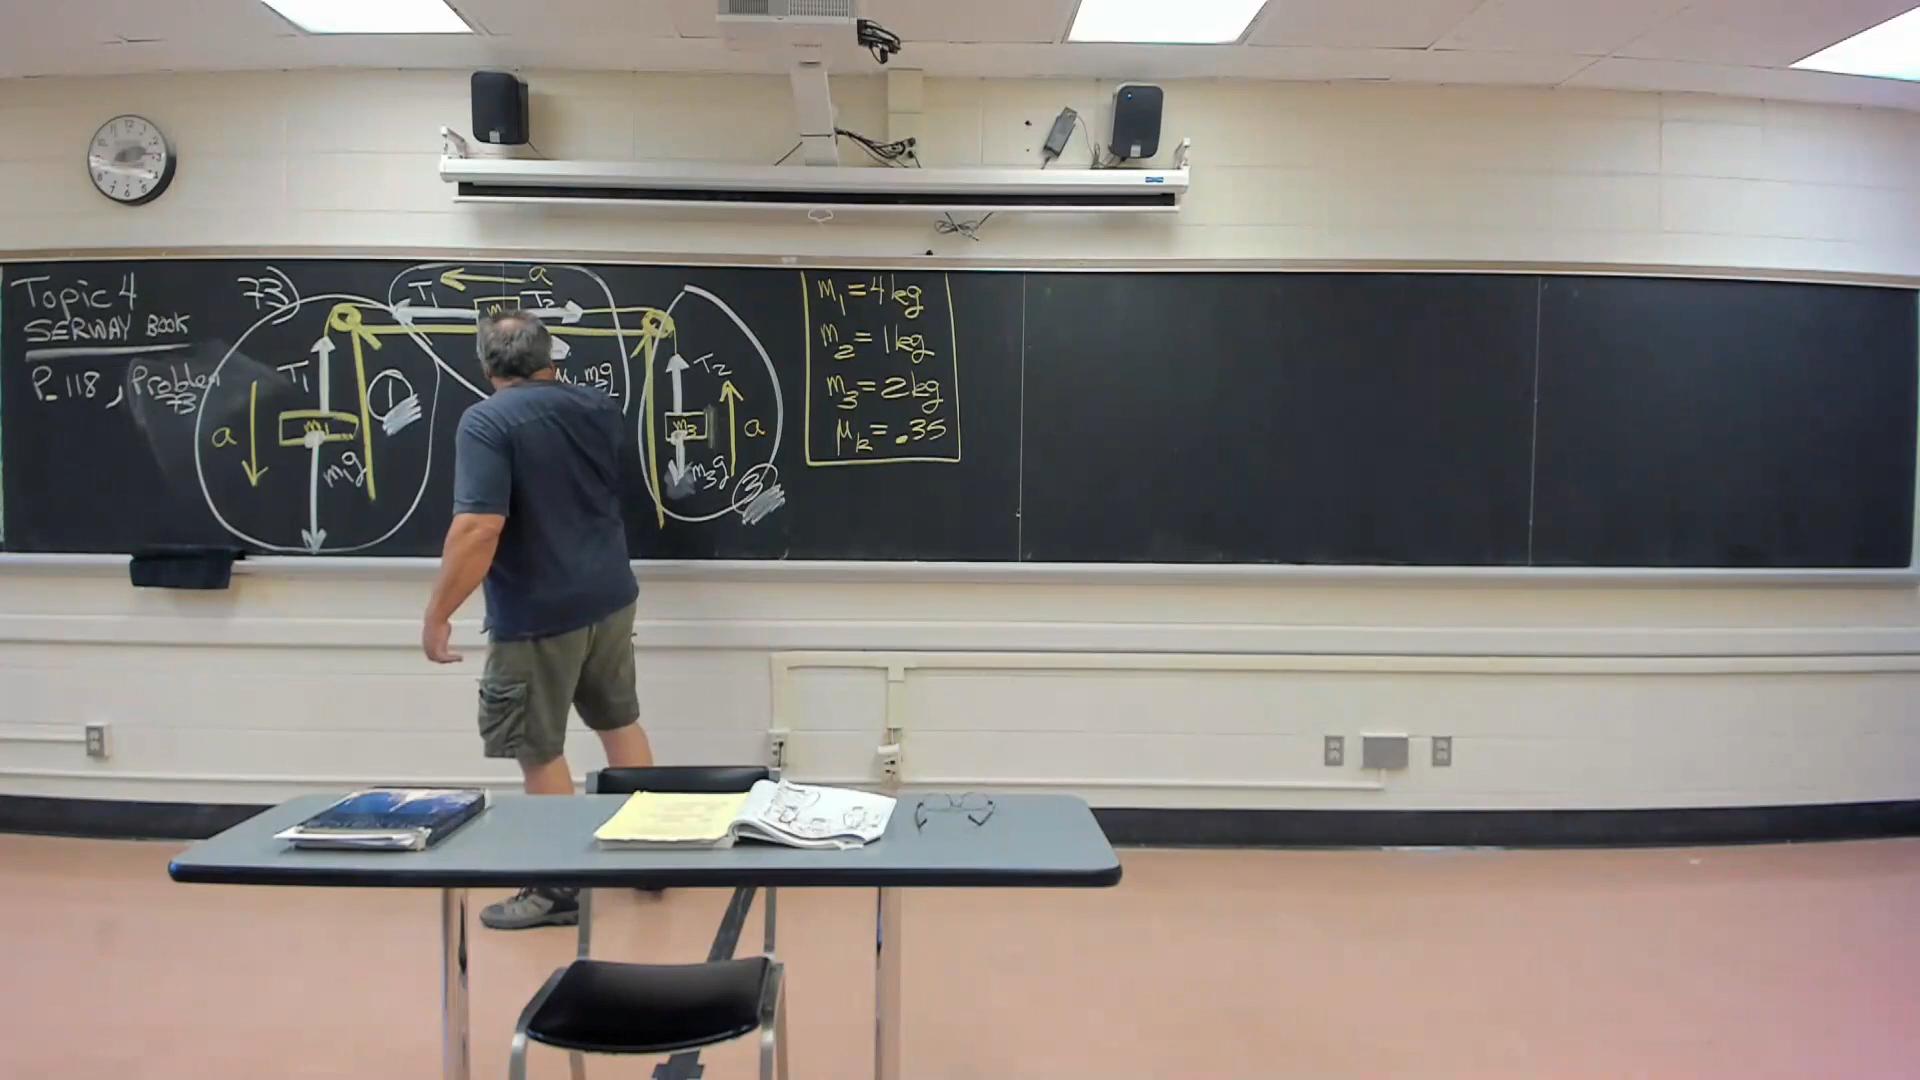 Topic 4
SERWAY BOOK
P. 118, Problem
73
73)
T₁
a
m₁
m₁g
1
a
T₁
T₂
m
μₖm₂g
T₂
a
m₃
m₃g
3
m₁ = 4 kg
m₂ = 1 kg
m₃ = 2 kg
μₖ = .35